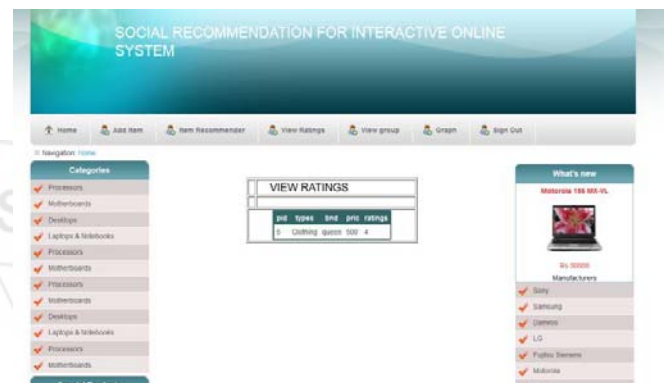 SOCIAL RECOMMENDATION FOR INTERACTIVE ONLINE
SYSTEM
Home Add Item Item Recommender View Ratings View group Graph Sign Out
Navigation Home
Categories
Processors
Motherboards
Desktops
Laptops & Notebooks
Processors
Motherboards
Processors
Motherboards
Desktops
Laptops & Notebooks
Processors
Motherboards
VIEW RATINGS
pid types bnd pric ratings
5 Clothing queen 500 4
What's new
Motorola 156 MX-VL
Rs.
Manufacturers
Sony
Samsung
Daewoo
LG
Fujitsu Siemens
Motorola